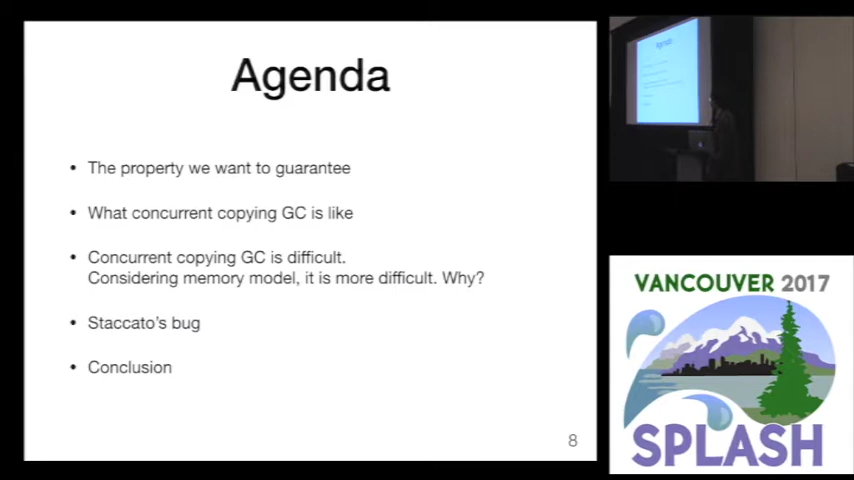 Agenda
• The property we want to guarantee
• What concurrent copying GC is like
• Concurrent copying GC is difficult.
Considering memory model, it is more difficult. Why?
• Staccato's bug
• Conclusion
8
Agenda
VANCOUVER 2017
SPLASH